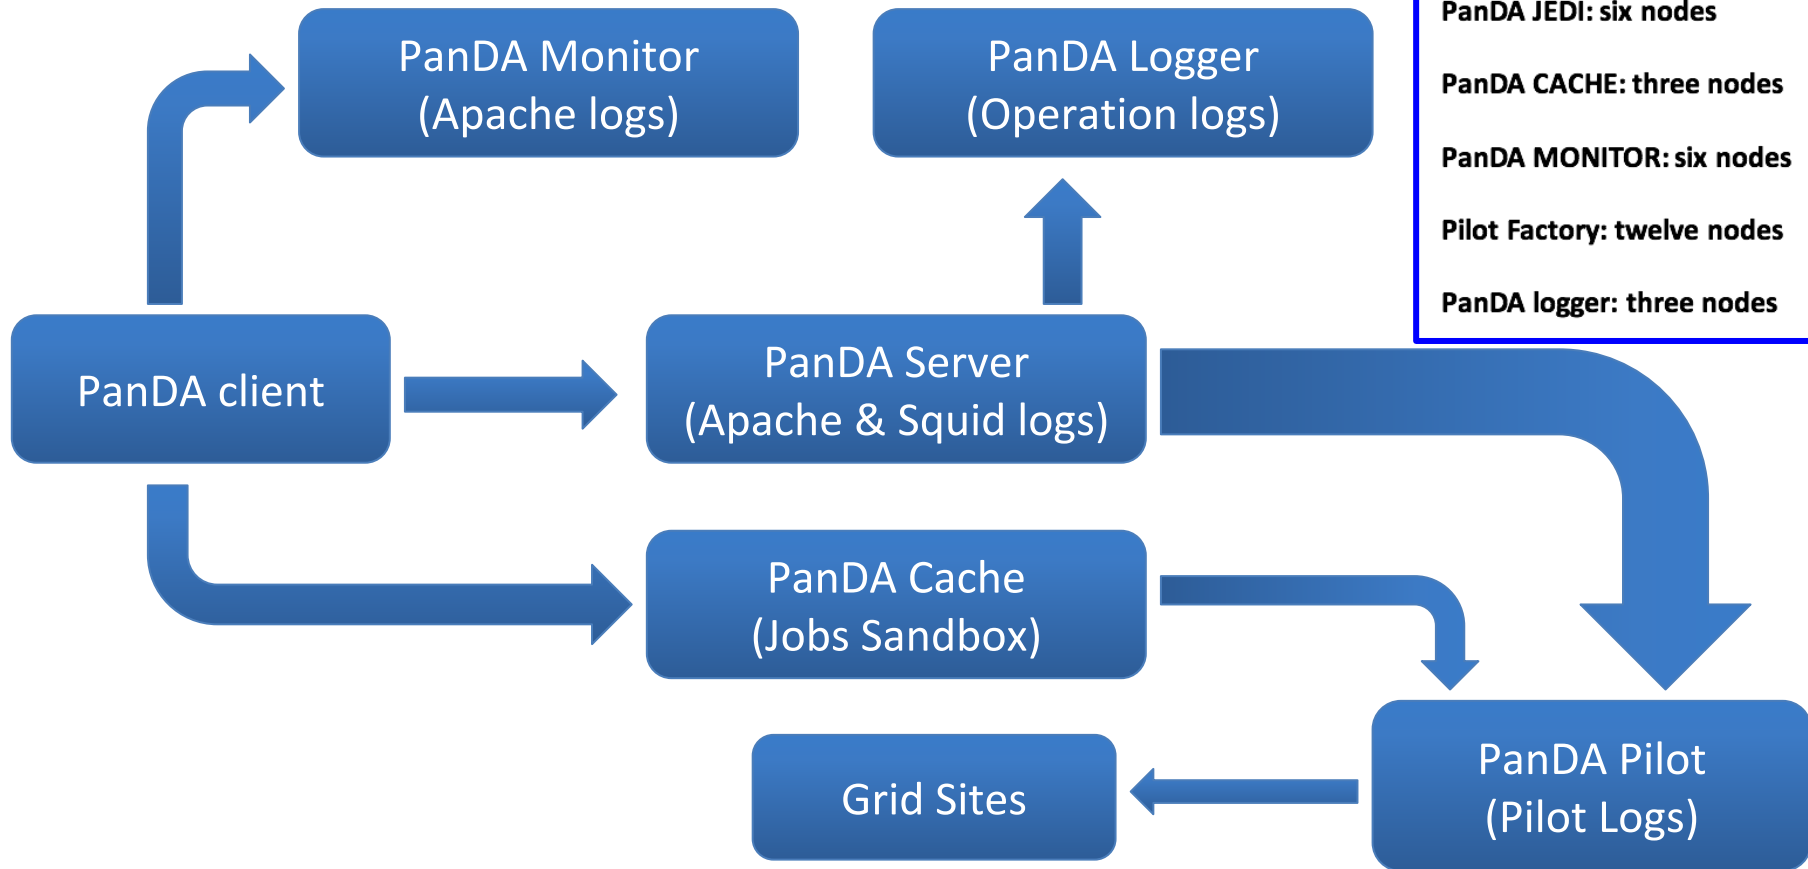 PanDA Monitor
(Apache logs)
PanDA Logger
(Operation logs)
PanDA JEDI: six nodes
PanDA CACHE: three nodes
PanDA MONITOR: six nodes
Pilot Factory: twelve nodes
PanDA logger: three nodes
PanDA client
PanDA Server
(Apache & Squid logs)
PanDA Cache
(Jobs Sandbox)
Grid Sites
PanDA Pilot
(Pilot Logs)